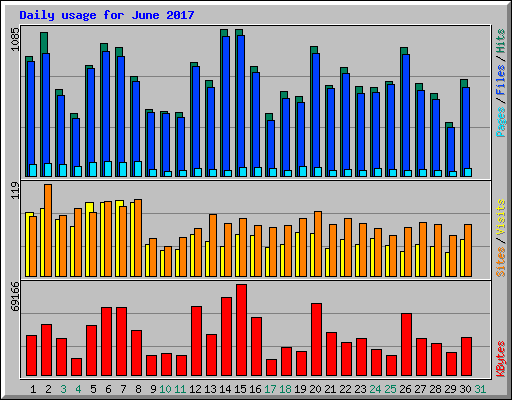 Daily usage for June 2017
1085
Pages / Files / Hits
119
Sites / Visits
69166
KBytes
1 2 3 4 5 6 7 8 9 10 11 12 13 14 15 16 17 18 19 20 21 22 23 24 25 26 27 28 29 30 31